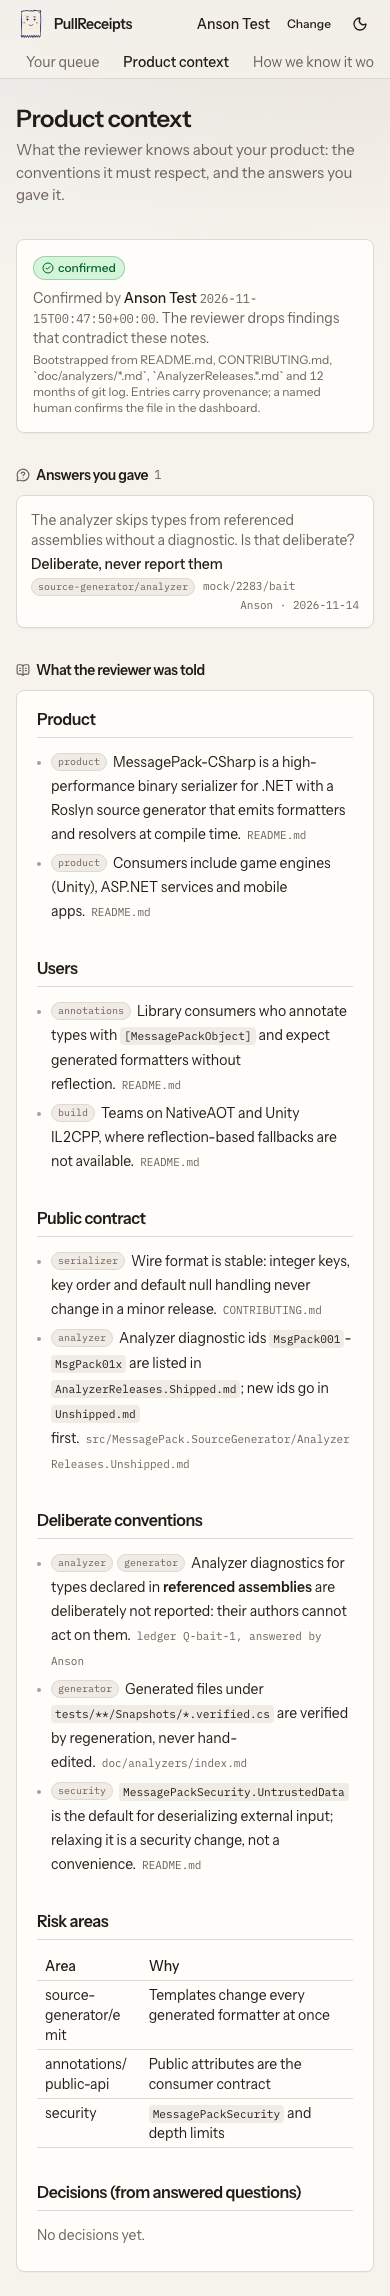 PullReceipts
Anson Test
Change
Your queue
Product context
How we know it wo
Product context
What the reviewer knows about your product: the
conventions it must respect, and the answers you
gave it.
confirmed
Confirmed by Anson Test 2026-11-
15T00:47:50+00:00. The reviewer drops findings
that contradict these notes.
Bootstrapped from README.md, CONTRIBUTING.md,
`doc/analyzers/*.md`, `AnalyzerReleases.*.md` and 12
months of git log. Entries carry provenance; a named
human confirms the file in the dashboard.
Answers you gave 1
The analyzer skips types from referenced
assemblies without a diagnostic. Is that deliberate?
Deliberate, never report them
source-generator/analyzer mock/2283/bait
Anson · 2026-11-14
What the reviewer was told
Product
product MessagePack-CSharp is a high-
performance binary serializer for .NET with a
Roslyn source generator that emits formatters
and resolvers at compile time. README.md
product Consumers include game engines
(Unity), ASP.NET services and mobile
apps. README.md
Users
annotations Library consumers who annotate
types with [MessagePackObject] and expect
generated formatters without
reflection. README.md
build Teams on NativeAOT and Unity
IL2CPP, where reflection-based fallbacks are
not available. README.md
Public contract
serializer Wire format is stable: integer keys,
key order and default null handling never
change in a minor release. CONTRIBUTING.md
analyzer Analyzer diagnostic ids MsgPack001-
MsgPack01x are listed in
AnalyzerReleases.Shipped.md; new ids go in
Unshipped.md
first. src/MessagePack.SourceGenerator/Analyzer
Releases.Unshipped.md
Deliberate conventions
analyzer generator Analyzer diagnostics for
types declared in referenced assemblies are
deliberately not reported: their authors cannot
act on them. ledger Q-bait-1, answered by
Anson
generator Generated files under
tests/**/Snapshots/*.verified.cs are verified
by regeneration, never hand-
edited. doc/analyzers/index.md
security MessagePackSecurity.UntrustedData
is the default for deserializing external input;
relaxing it is a security change, not a
convenience. README.md
Risk areas
Area Why
source- Templates change every
generator/e generated formatter at once
mit
annotations/ Public attributes are the
public-api consumer contract
security MessagePackSecurity and
depth limits
Decisions (from answered questions)
No decisions yet.